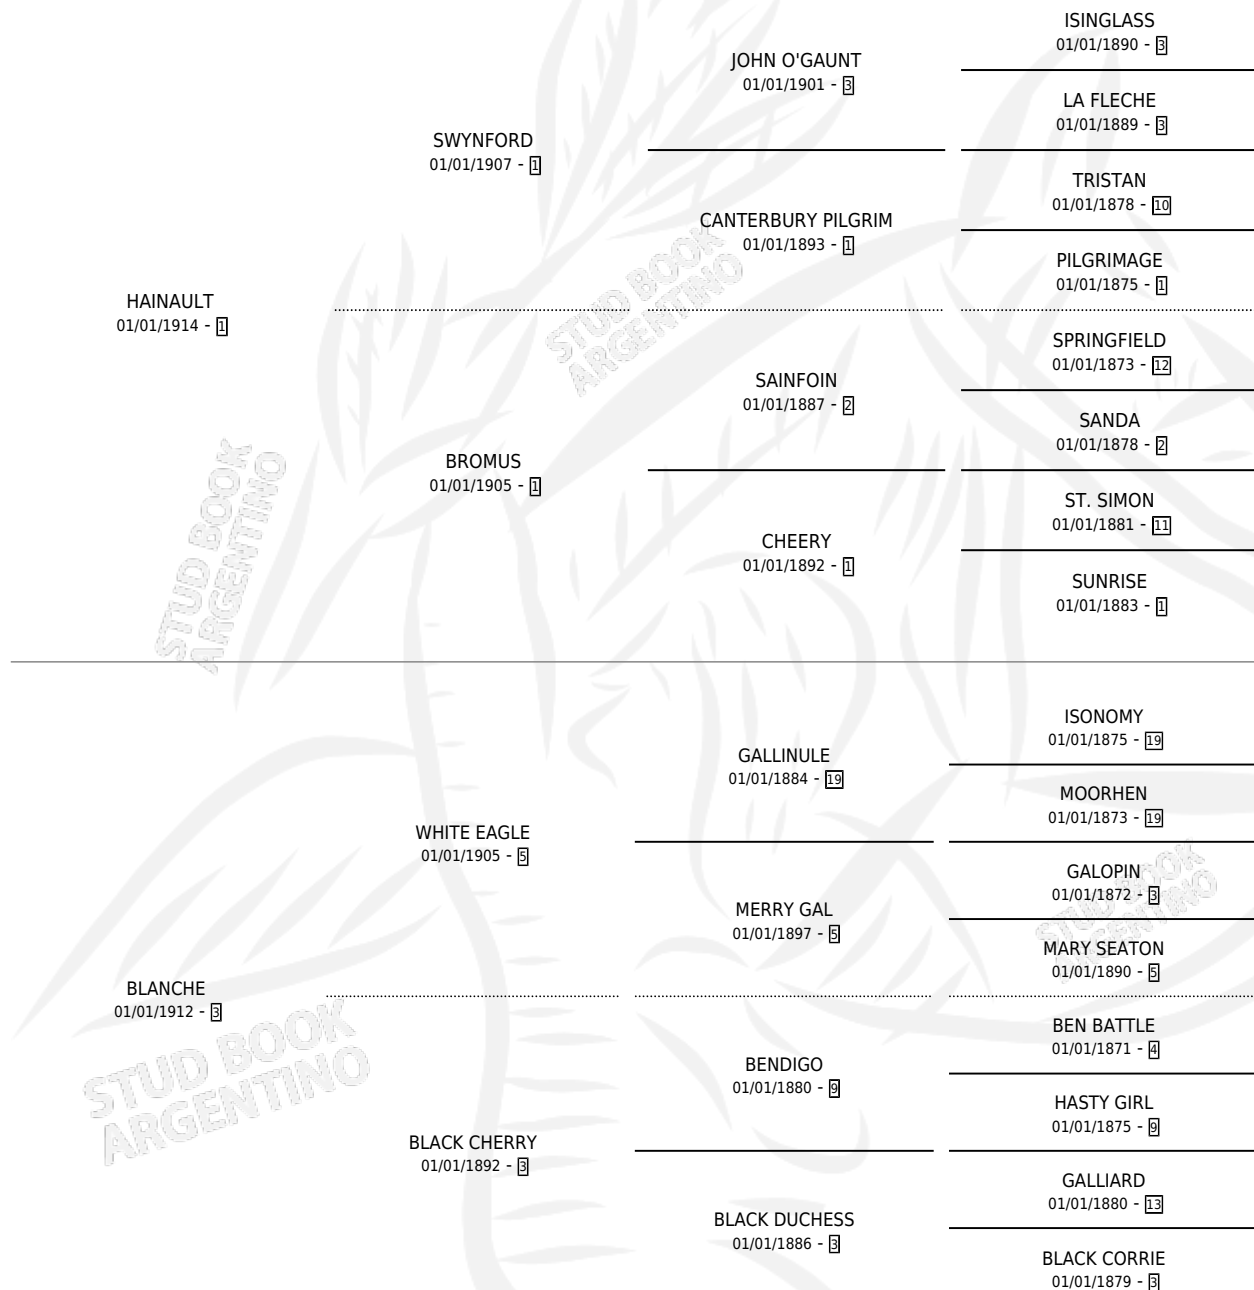 ISINGLASS
01/01/1890 - 3
JOHN O'GAUNT
01/01/1901 - 3
LA FLECHE
01/01/1889 - 3
SWYNFORD
01/01/1907 - 1
TRISTAN
01/01/1878 - 10
CANTERBURY PILGRIM
01/01/1893 - 1
PILGRIMAGE
01/01/1875 - 1
HAINAULT
01/01/1914 - 1
STUD BOOK
ARGENTINO
SPRINGFIELD
01/01/1873 - 12
SAINFOIN
01/01/1887 - 2
SANDA
01/01/1878 - 2
BROMUS
01/01/1905 - 1
ST. SIMON
01/01/1881 - 11
CHEERY
01/01/1892 - 1
SUNRISE
01/01/1883 - 1
STUD BOOK
ARGENTINO
ISONOMY
01/01/1875 - 19
GALLINULE
01/01/1884 - 19
MOORHEN
01/01/1873 - 19
WHITE EAGLE
01/01/1905 - 5
GALOPIN
01/01/1872 - 3
MERRY GAL
01/01/1897 - 5
STUD BOOK
ARGENTINO
MARY SEATON
01/01/1890 - 5
BLANCHE
01/01/1912 - 3
STUD BOOK
ARGENTINO
BEN BATTLE
01/01/1871 - 4
BENDIGO
01/01/1880 - 9
HASTY GIRL
01/01/1875 - 9
BLACK CHERRY
01/01/1892 - 3
GALLIARD
01/01/1880 - 13
BLACK DUCHESS
01/01/1886 - 3
BLACK CORRIE
01/01/1879 - 3